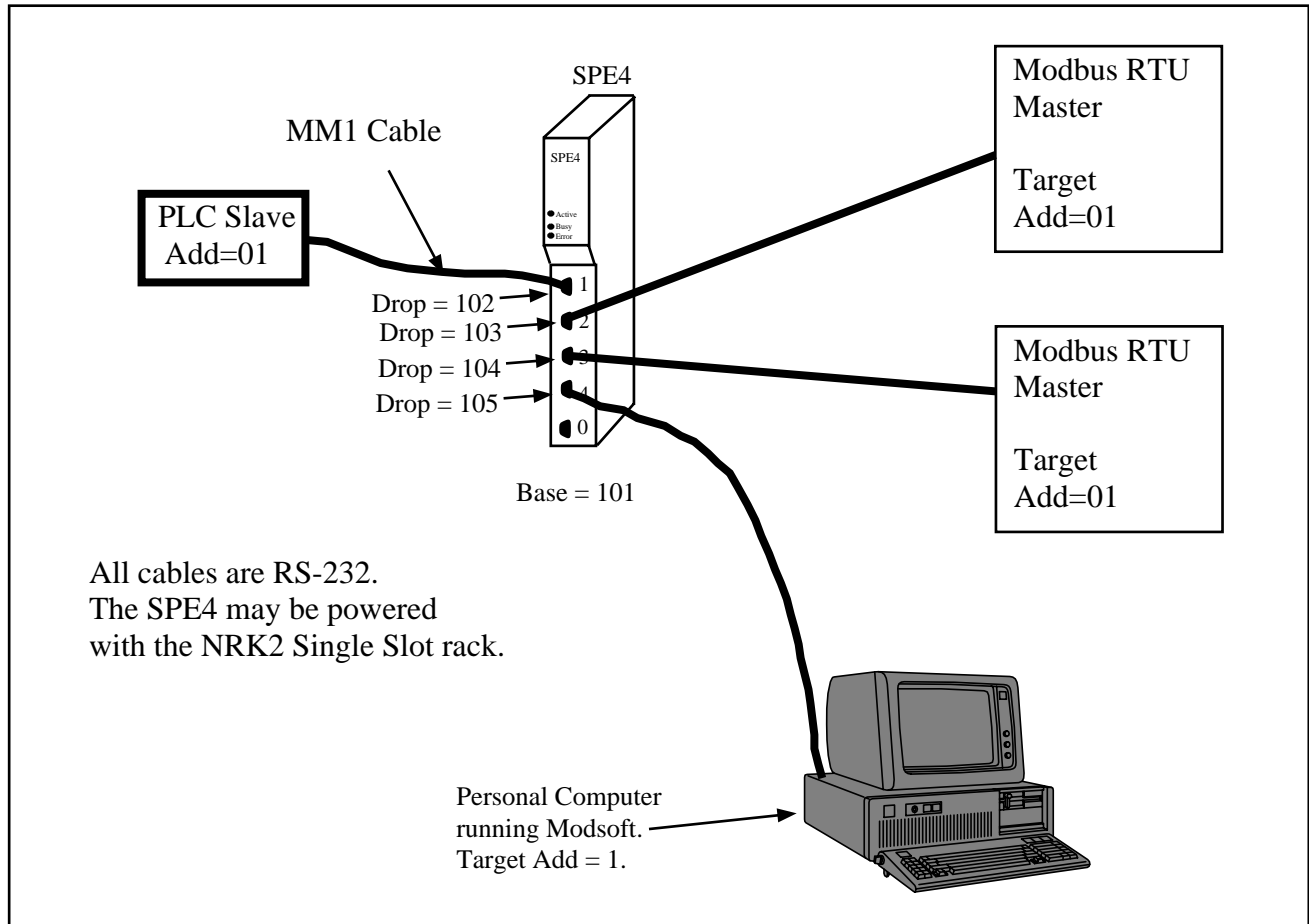 SPE4
Modbus RTU
Master
Target
Add=01
MM1 Cable
SPE4
Active
Busy
Error
PLC Slave
Add=01
1
Drop = 102
2
Drop = 103
3
Drop = 104
4
Drop = 105
0
Modbus RTU
Master
Target
Add=01
Base = 101
All cables are RS-232.
The SPE4 may be powered
with the NRK2 Single Slot rack.
Personal Computer
running Modsoft.
Target Add = 1.